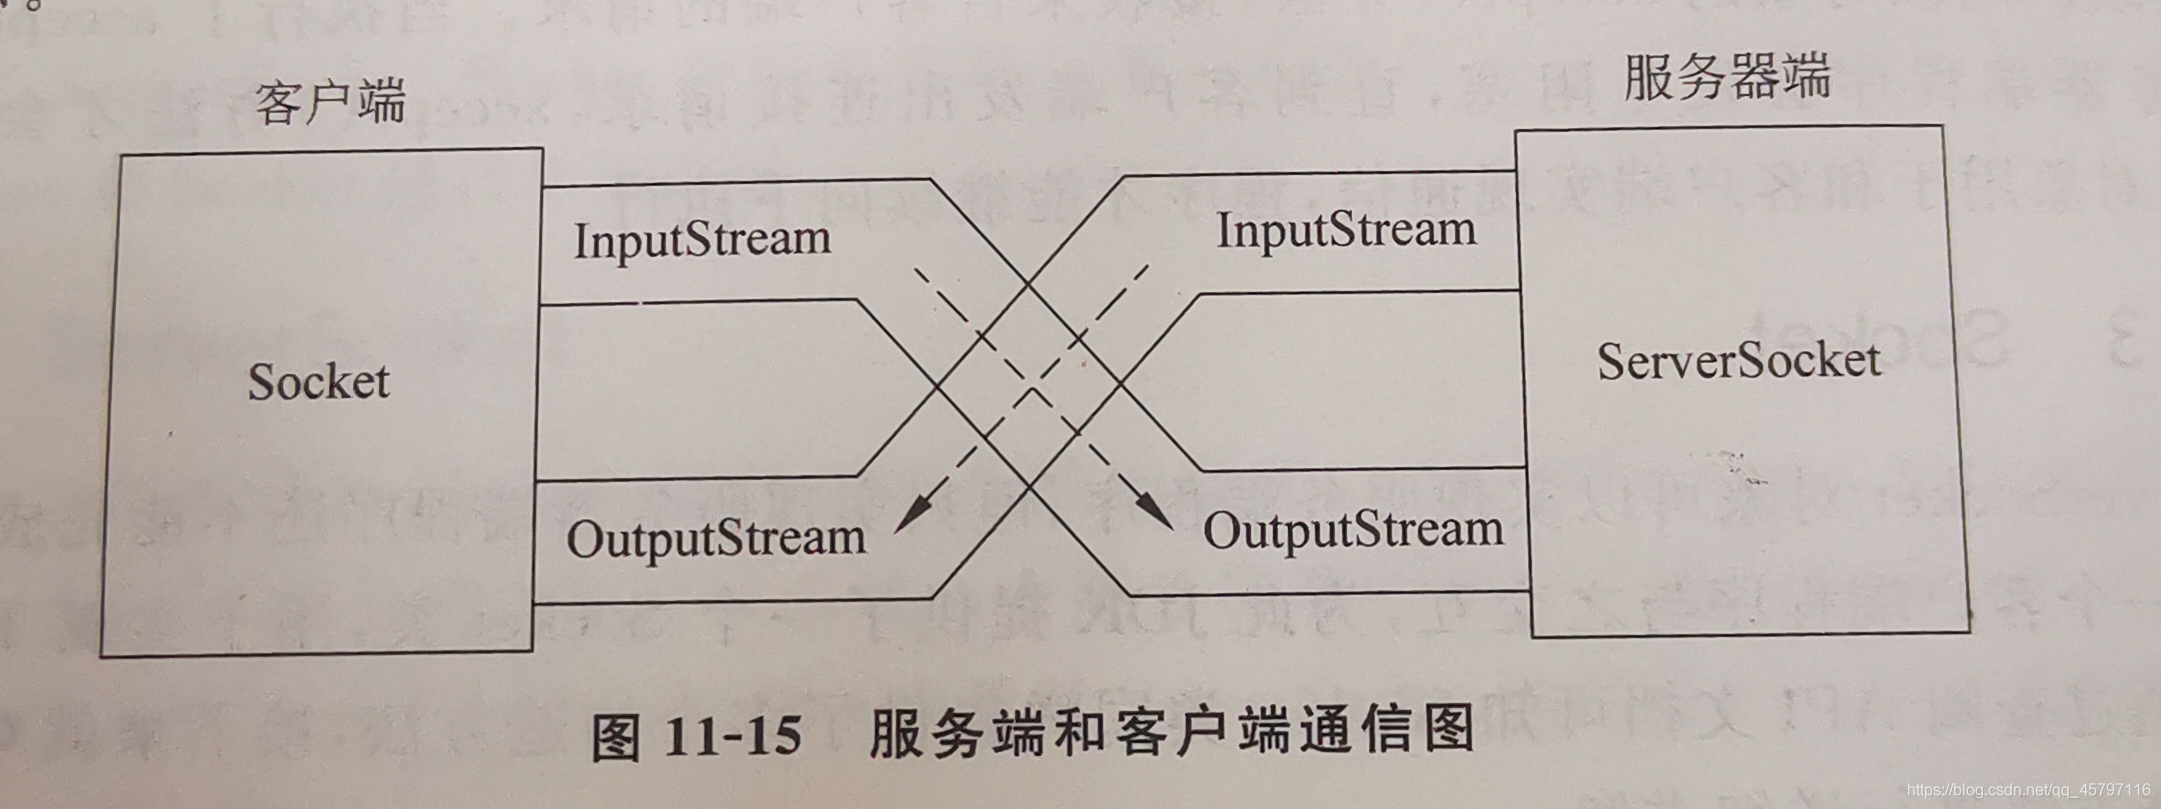 客户端
服务器端
InputStream
InputStream
Socket
ServerSocket
OutputStream
OutputStream
图 11-15 服务端和客户端通信图
https://blog.csdn.net/qq_45797116